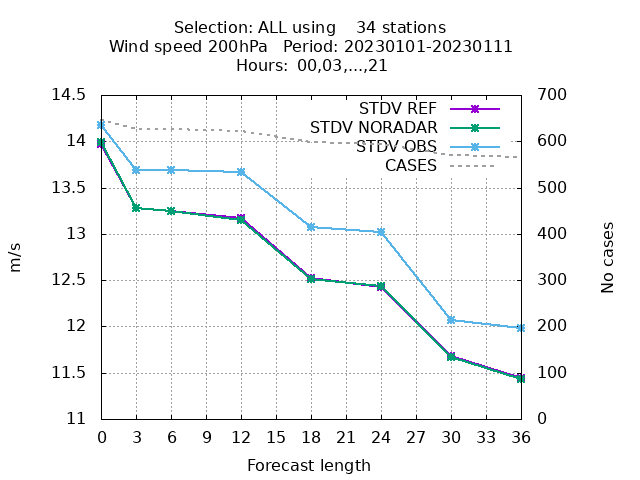 Selection: ALL using    34 stations
Wind speed 200hPa   Period: 20230101-20230111
Hours: 00,03,...,21
14.5
14
13.5
13
12.5
12
11.5
11
m/s
STDV REF
STDV NORADAR
STDV OBS
CASES
700
600
500
400
300
200
100
0
No cases
0 3 6 9 12 15 18 21 24 27 30 33 36
Forecast length